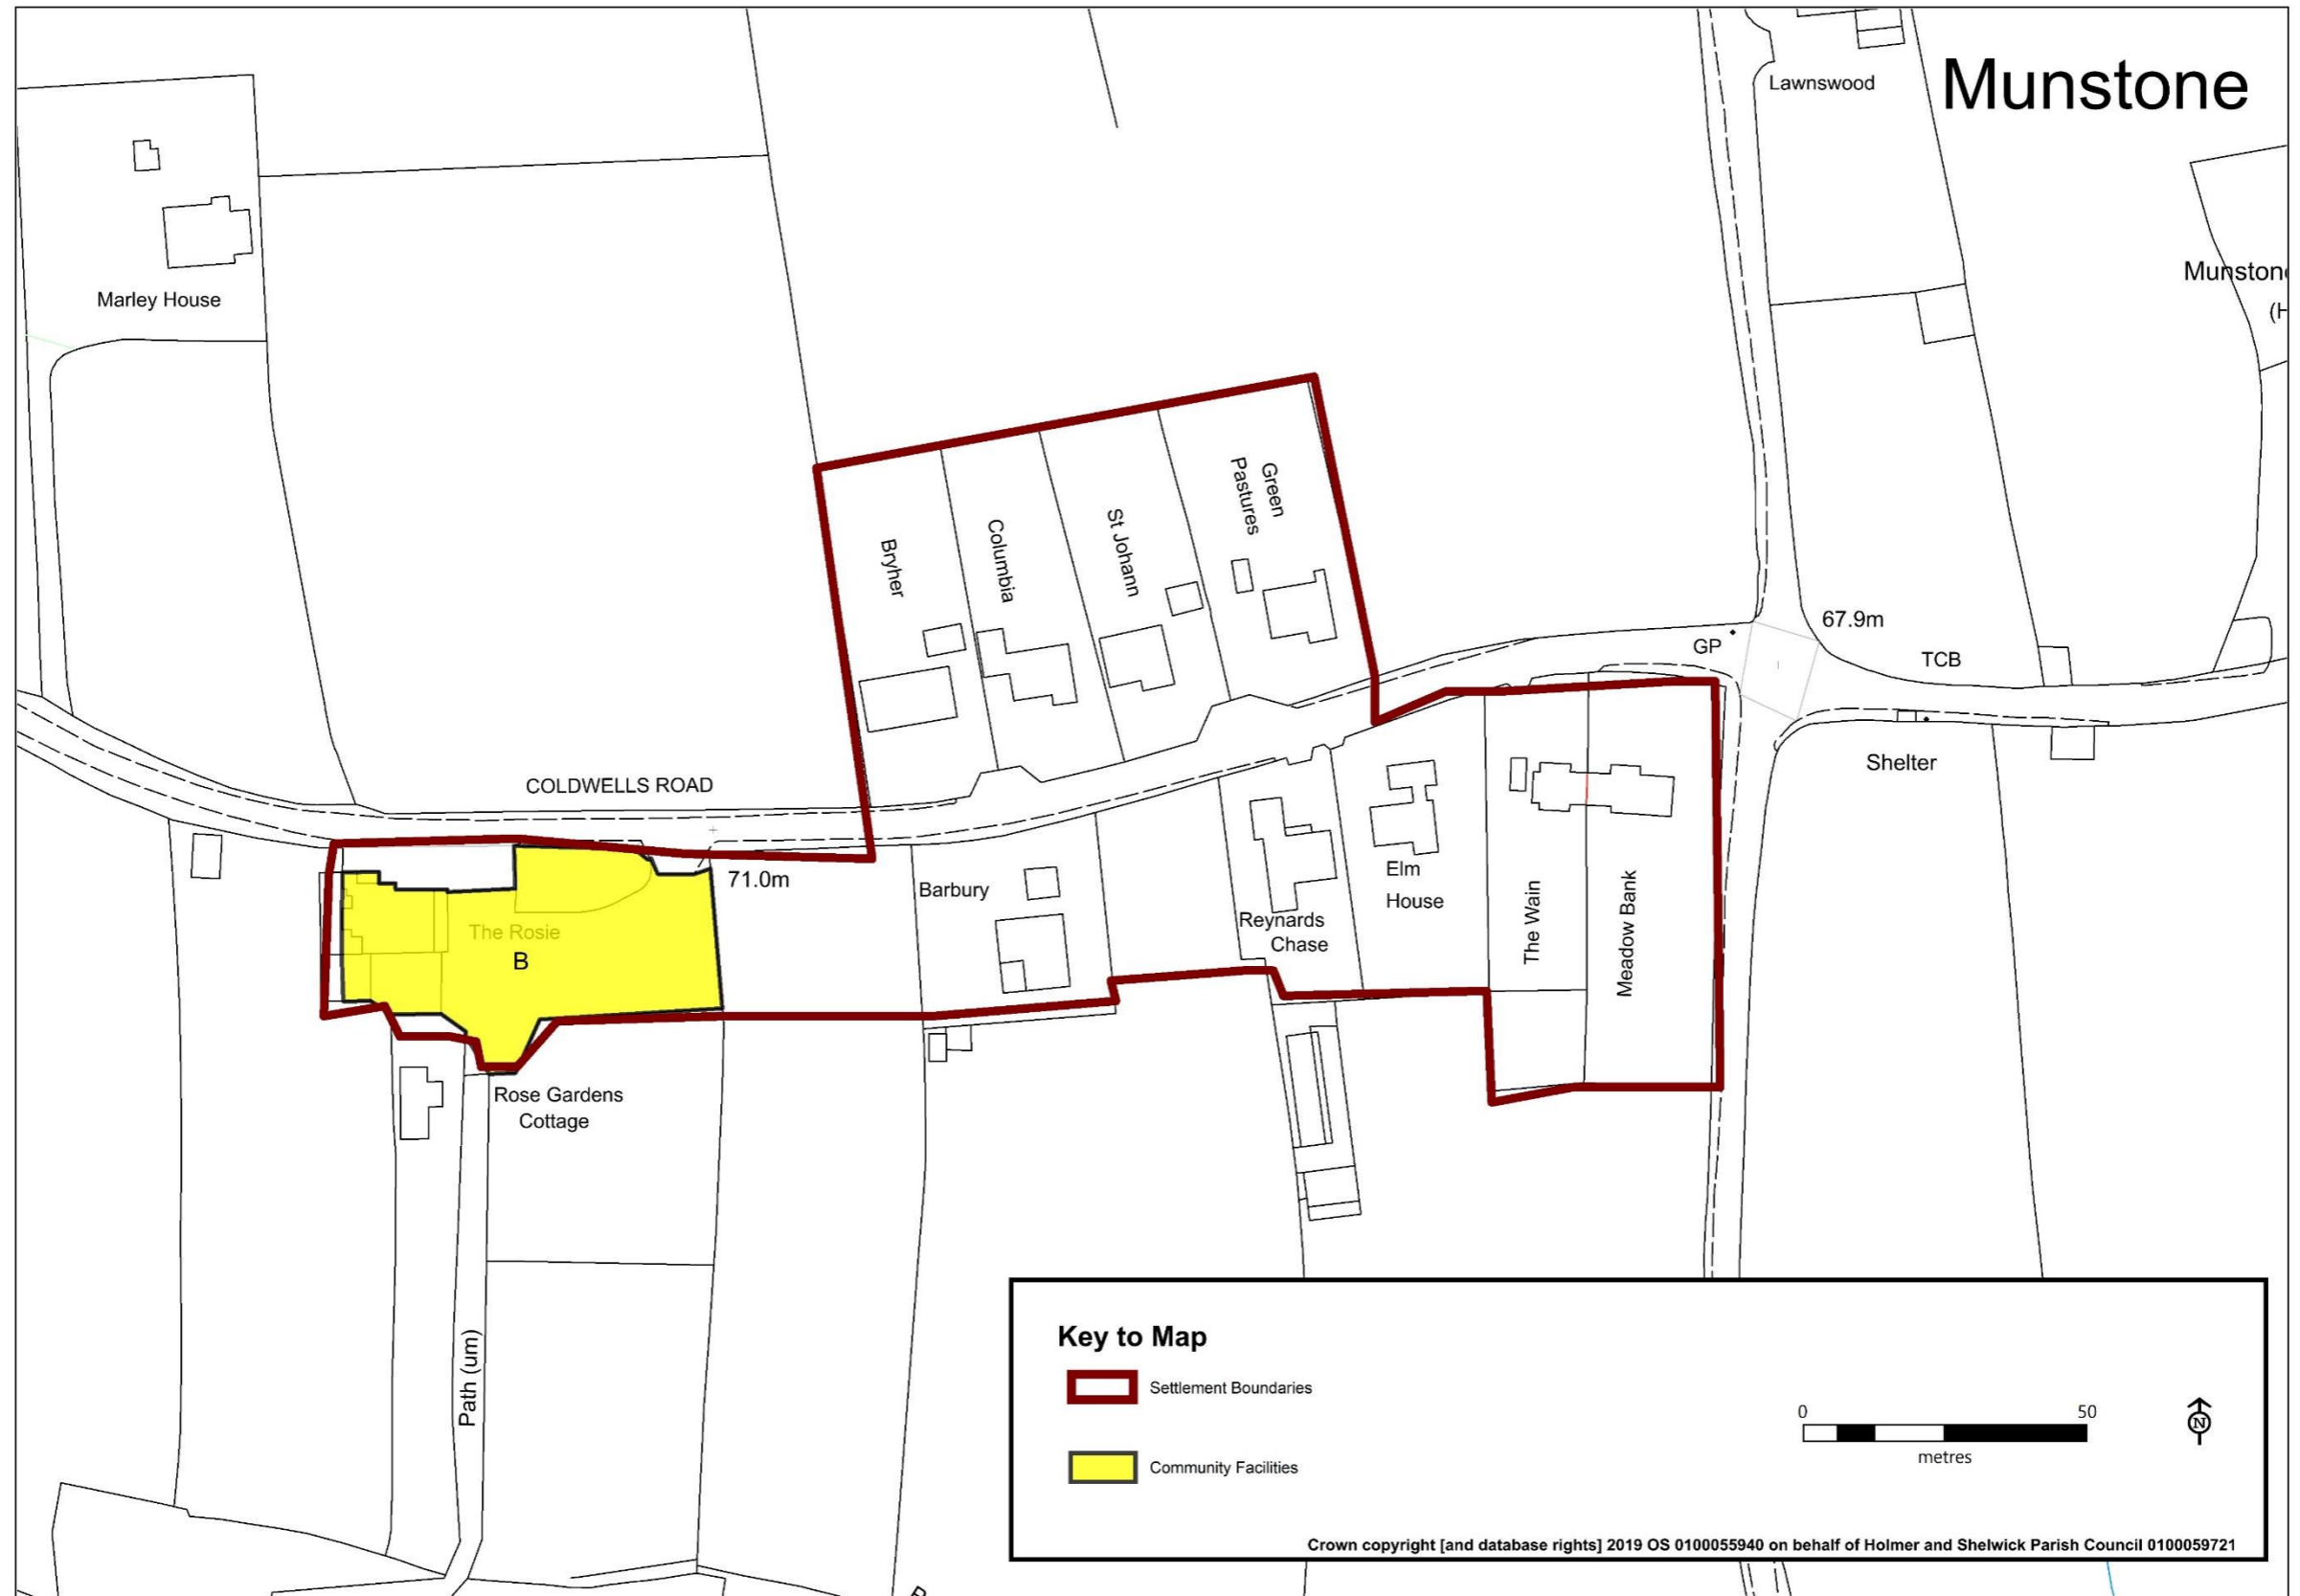 Munstone
Lawnswood
Marley House
Bryher
Columbia
St Johann
Green
Pastures
67.9m
GP
TCB
Shelter
COLDWELLS ROAD
71.0m
Barbury
The Rosie
B
Reynards
Chase
Elm
House
The Wain
Meadow Bank
Rose Gardens
Cottage
Path (um)
Key to Map
Settlement Boundaries
Community Facilities
0 50
metres
N
Crown copyright [and database rights] 2019 OS 0100055940 on behalf of Holmer and Shelwick Parish Council 0100059721